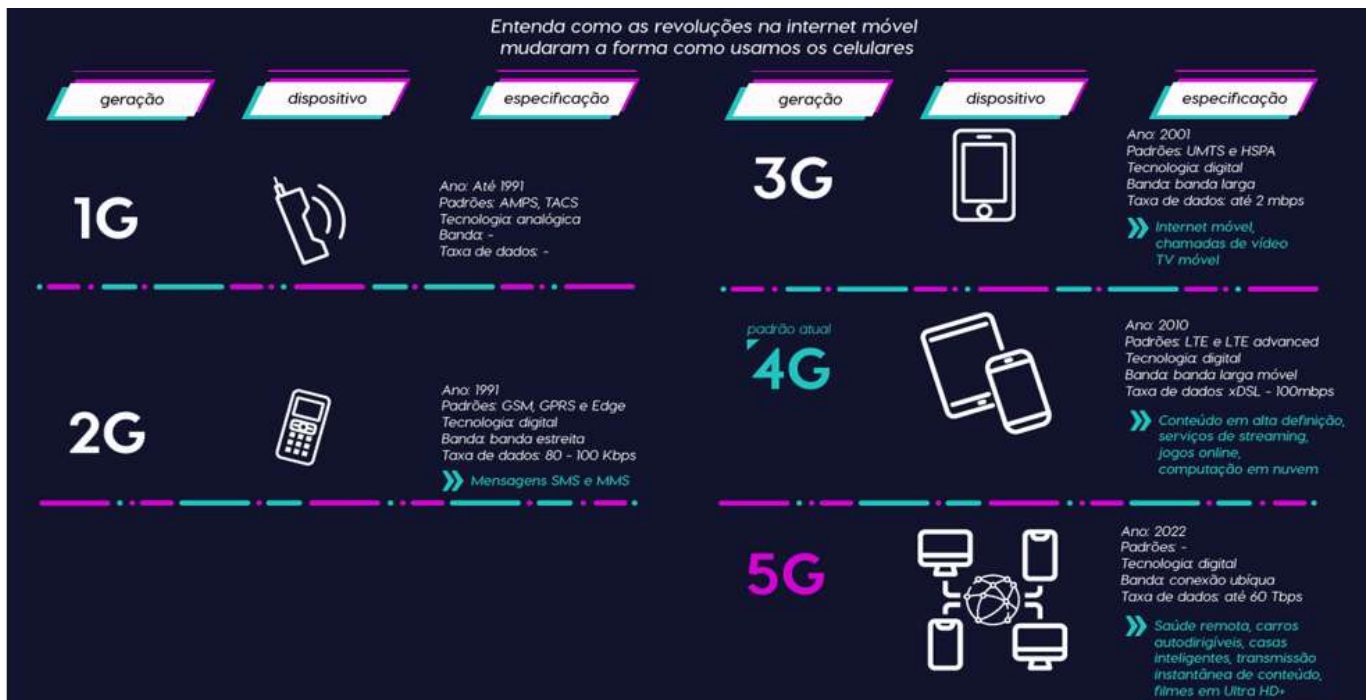 Entenda como as revoluções na internet móvel
mudaram a forma como usamos os celulares
geração
dispositivo
especificação
1G
Ano: Até 1991
Padrões: AMPS, TACS
Tecnologia: analógica
Banda: -
Taxa de dados: -
2G
Ano: 1991
Padrões: GSM, GPRS e Edge
Tecnologia: digital
Banda: banda estreita
Taxa de dados: 80 - 100 Kbps
Mensagens SMS e MMS
geração
dispositivo
especificação
3G
Ano: 2001
Padrões: UMTS e HSPA
Tecnologia: digital
Banda: banda larga
Taxa de dados: até 2 mbps
Internet móvel,
chamadas de vídeo
TV móvel
padrão atual
4G
Ano: 2010
Padrões: LTE e LTE advanced
Tecnologia: digital
Banda: banda larga móvel
Taxa de dados: xDSL - 100mbps
Conteúdo em alta definição,
serviços de streaming,
jogos online,
computação em nuvem
5G
Ano: 2022
Padrões: -
Tecnologia: digital
Banda: conexão ubíqua
Taxa de dados: até 60 Tbps
Saúde remota, carros
autodirigíveis, casas
inteligentes, transmissão
instantânea de conteúdo,
filmes em Ultra HD+